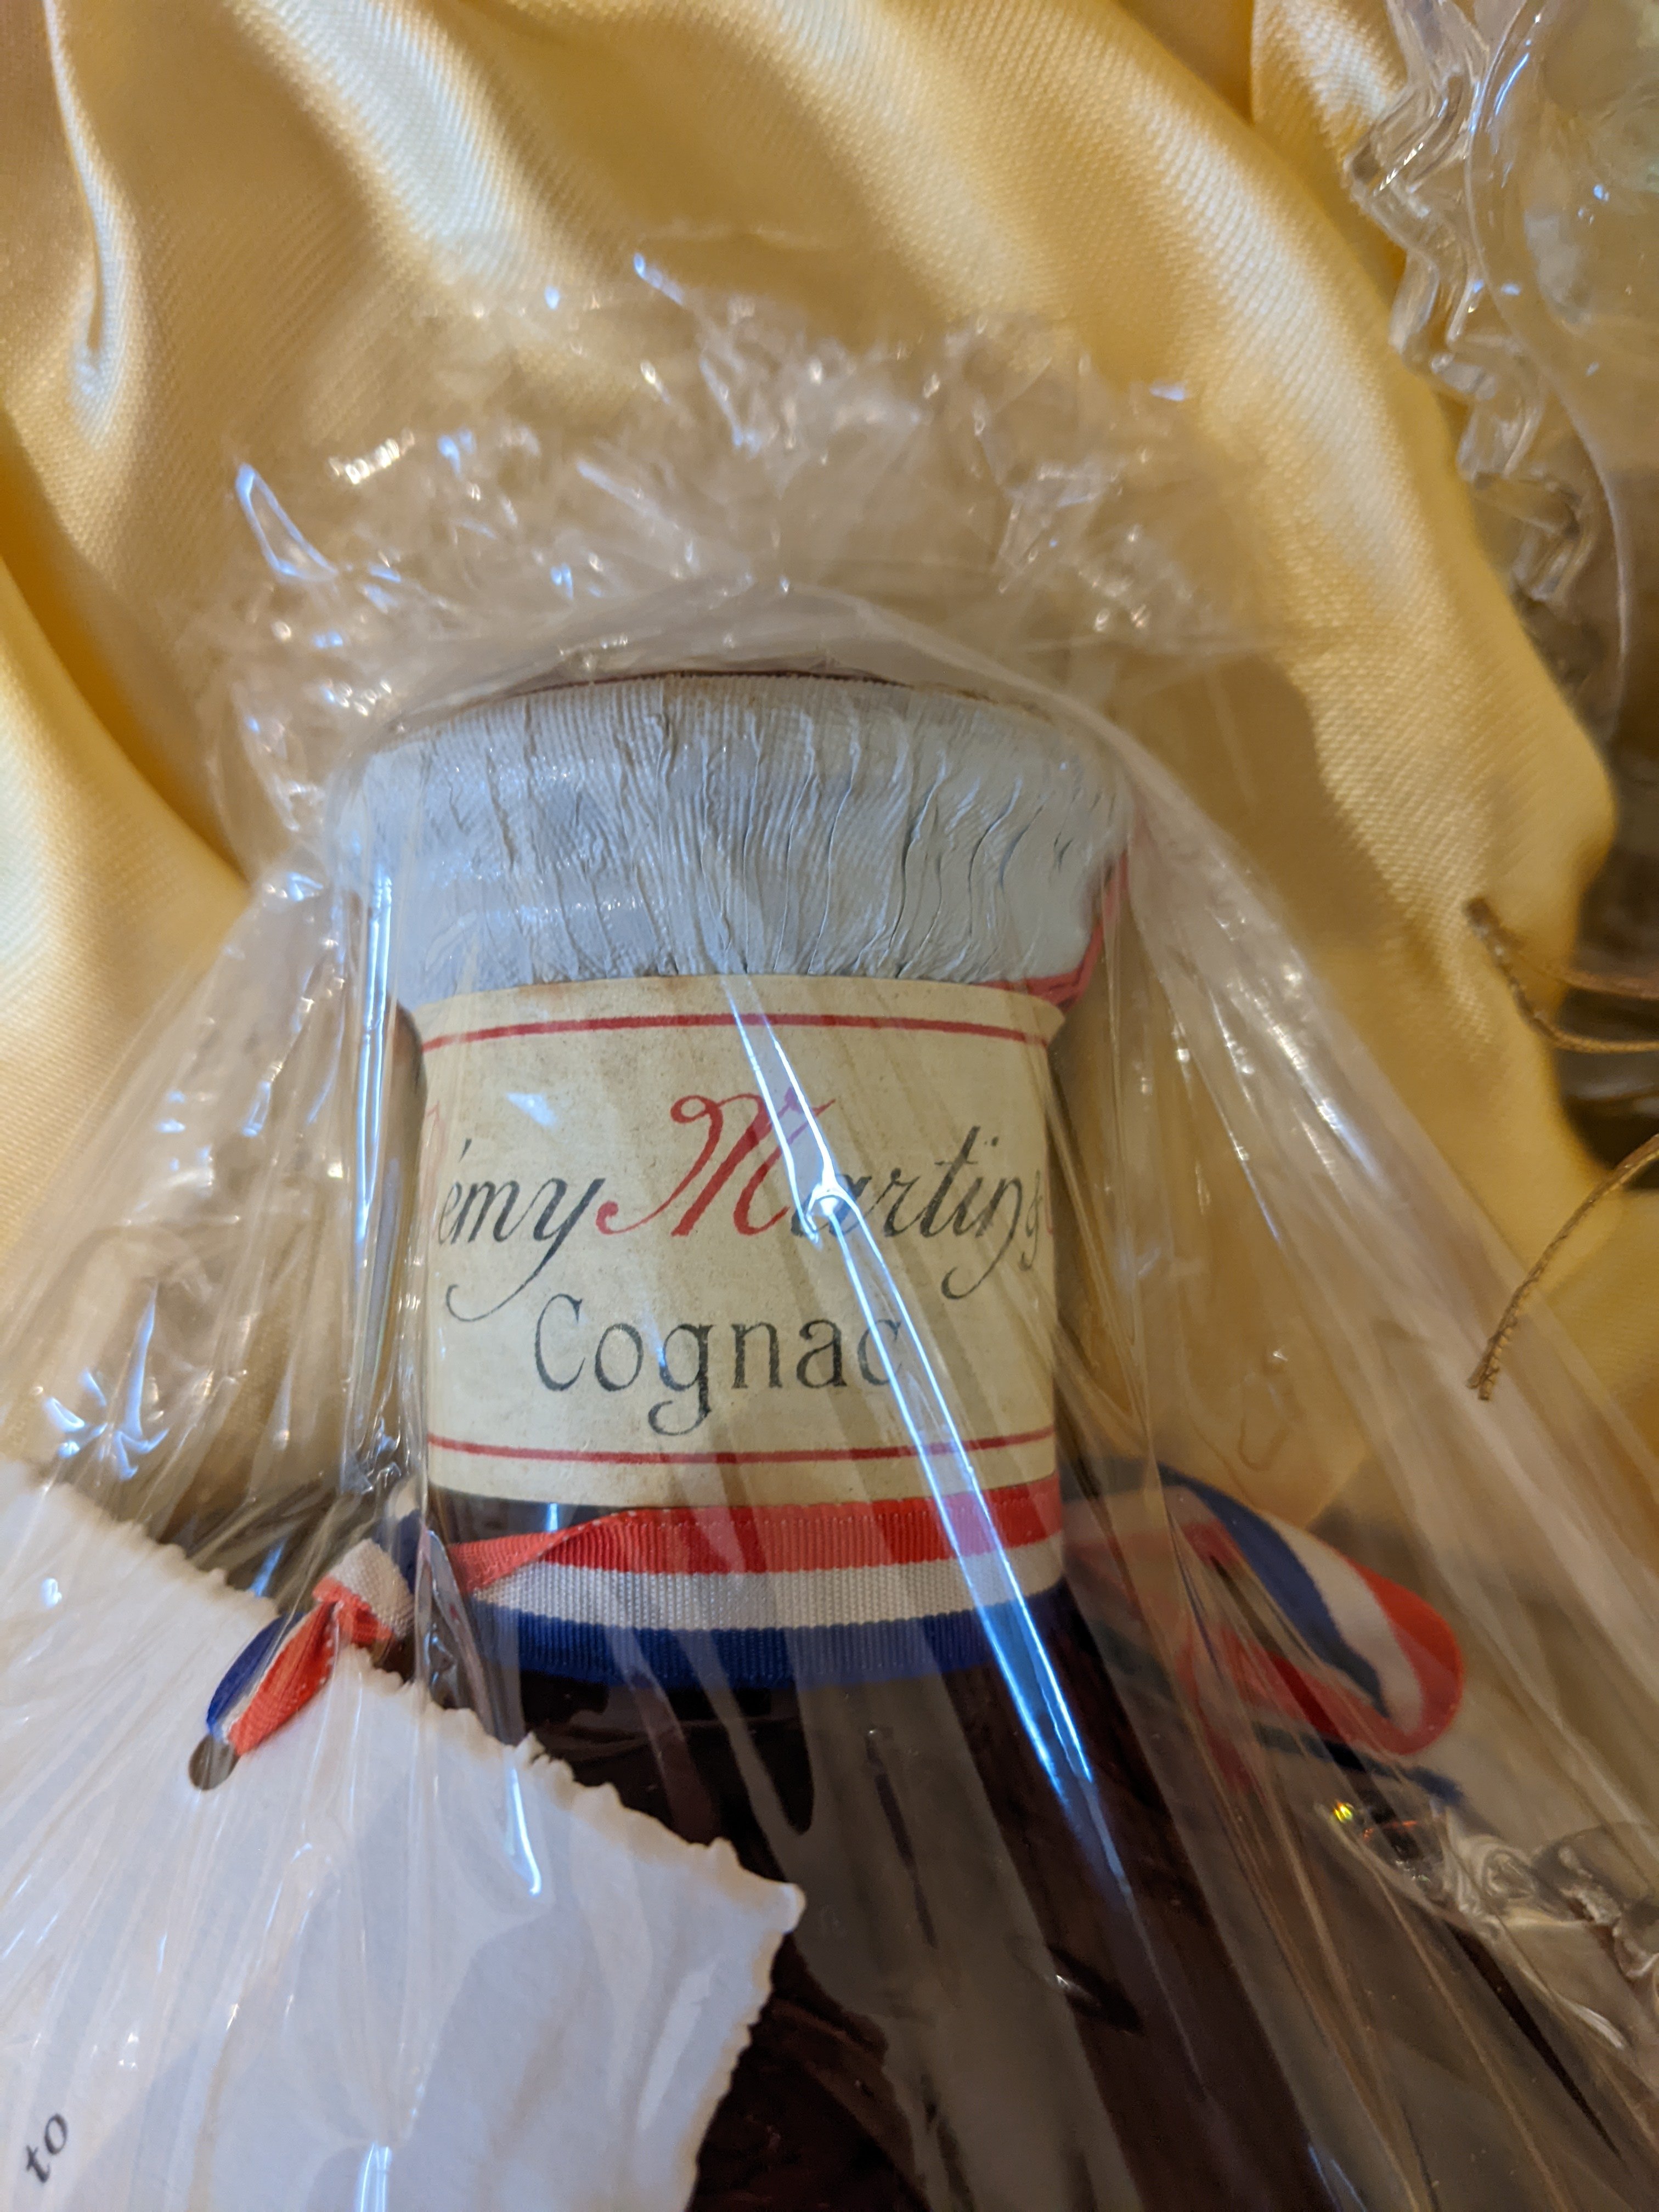 émy Martin &
Cognac
to